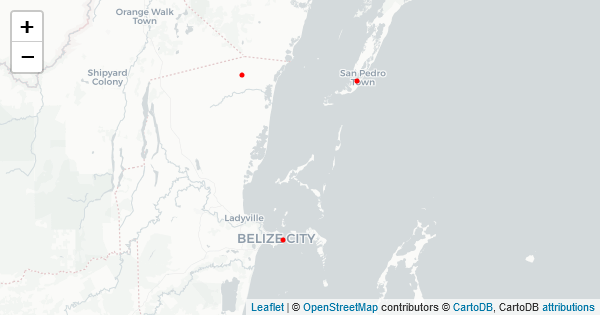 +
Orange Walk
Town
−
Shipyard
Colony
San Pedro
Town
Ladyville
BELIZE CITY
Leaflet | © OpenStreetMap contributors © CartoDB, CartoDB attributions